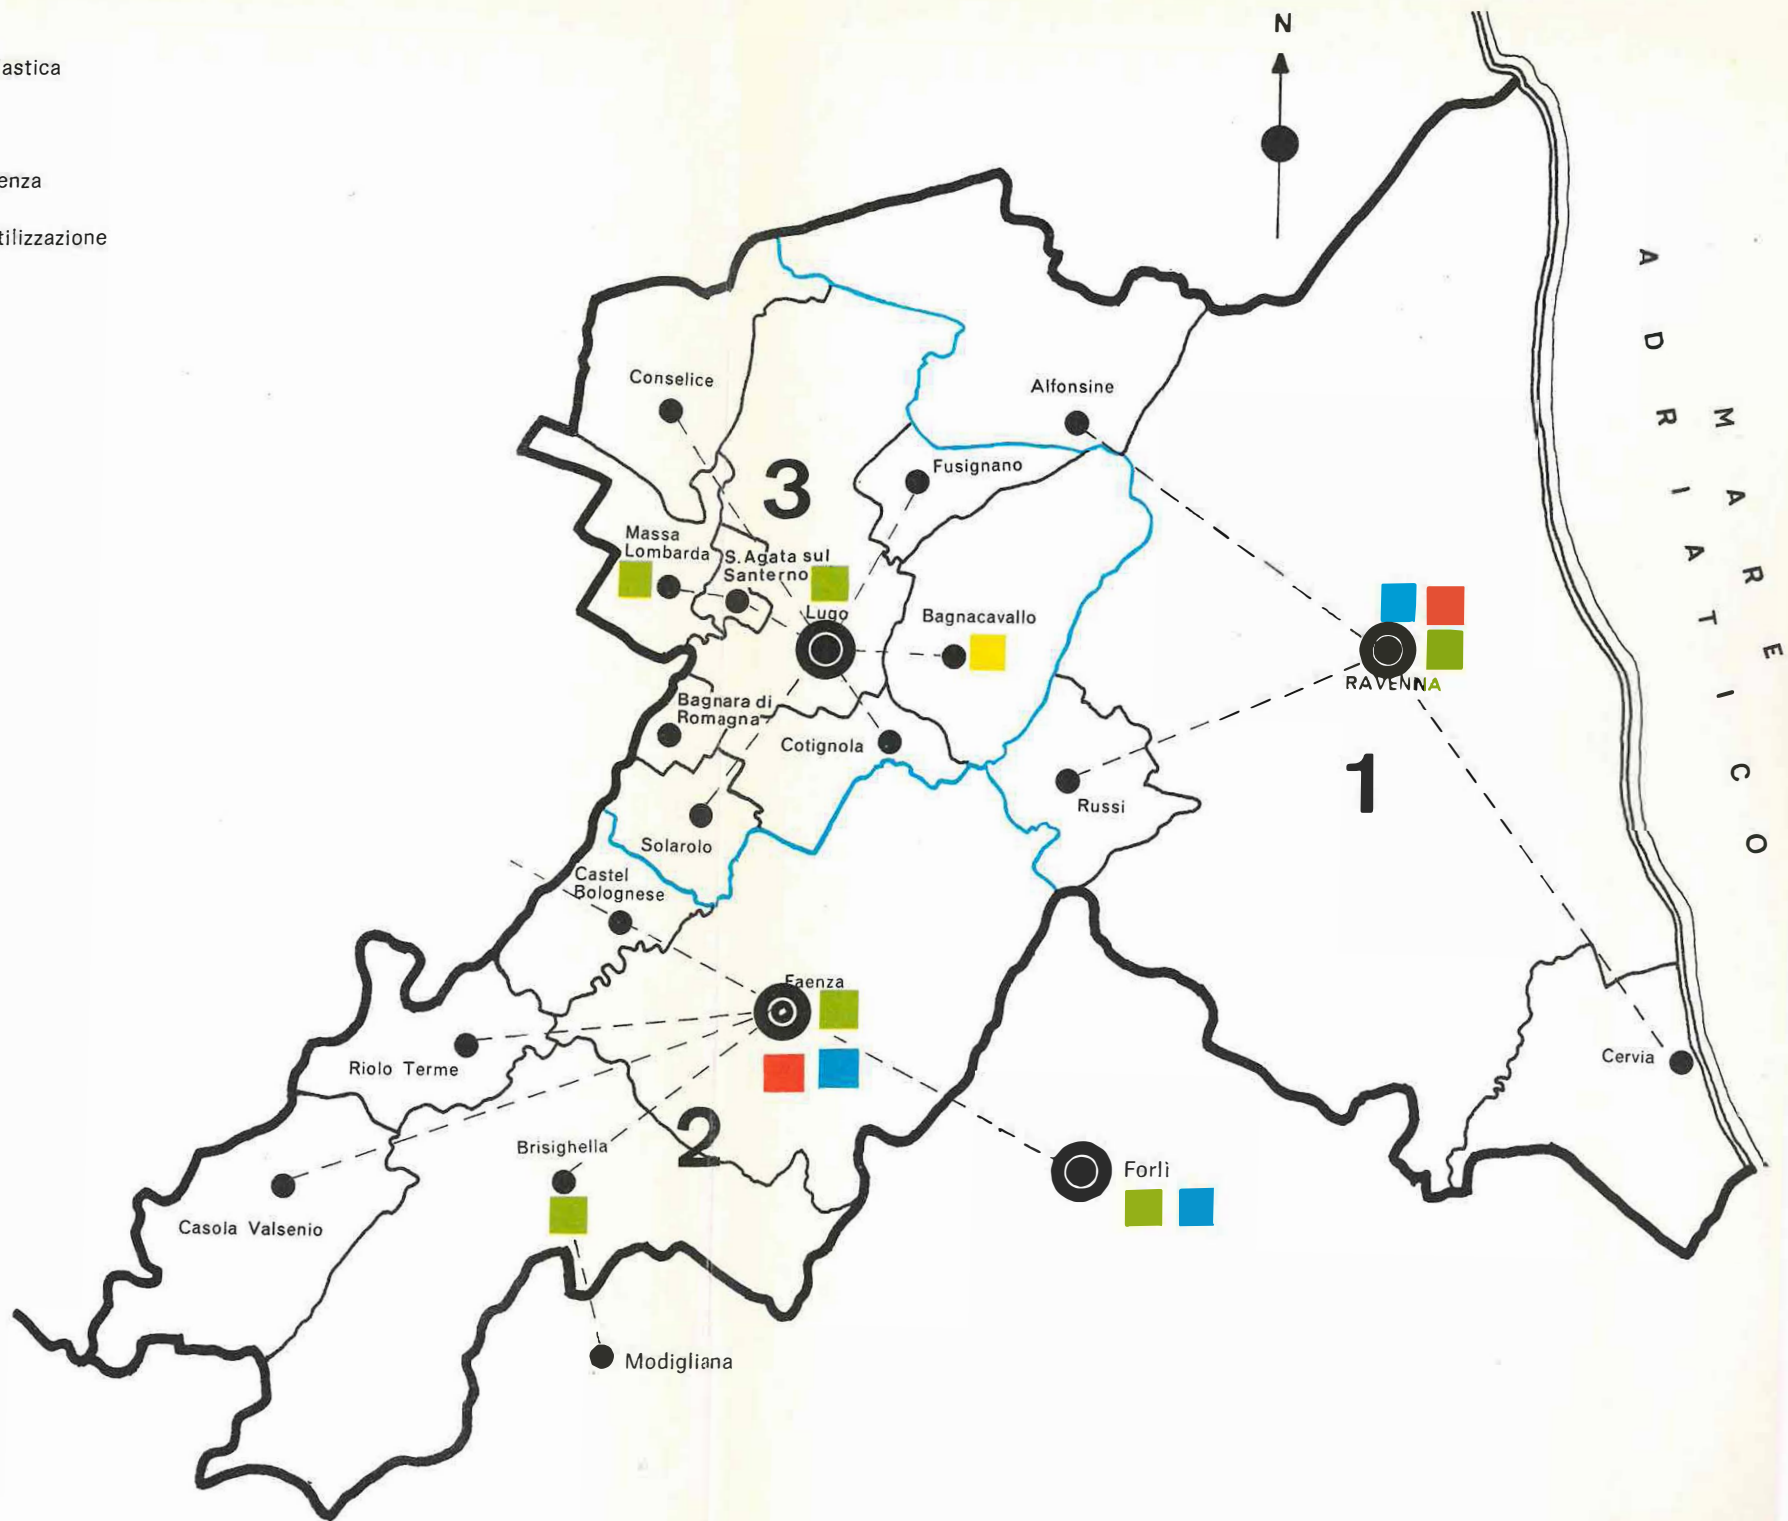 astica
enza
tilizzazione
N
MARE
ADRIATICO
Conselice
Alfonsine
3
Fusignano
Massa
Lombarda
S. Agata sul
Santerno
Lugo
Bagnacavallo
RAVENNA
Bagnara di
Romagna
Cotignola
1
Russi
Solarolo
Castel
Bolognese
Faenza
Riolo Terme
Cervia
2
Brisighella
Forlì
Casola Valsenio
Modigliana